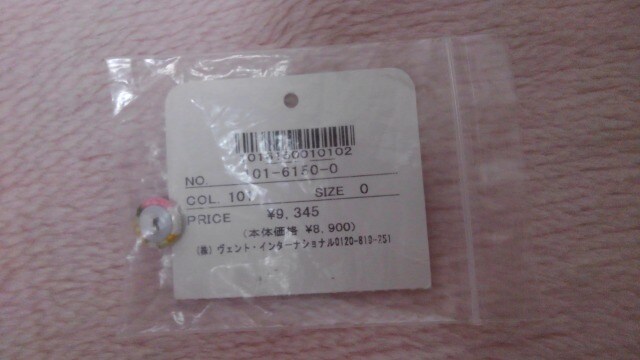 NO.
COL. 101
SIZE 0
PRICE ¥9,345
(本体価格 ¥8,900)
(株)ヴェント・インターナショナル0120-810-751